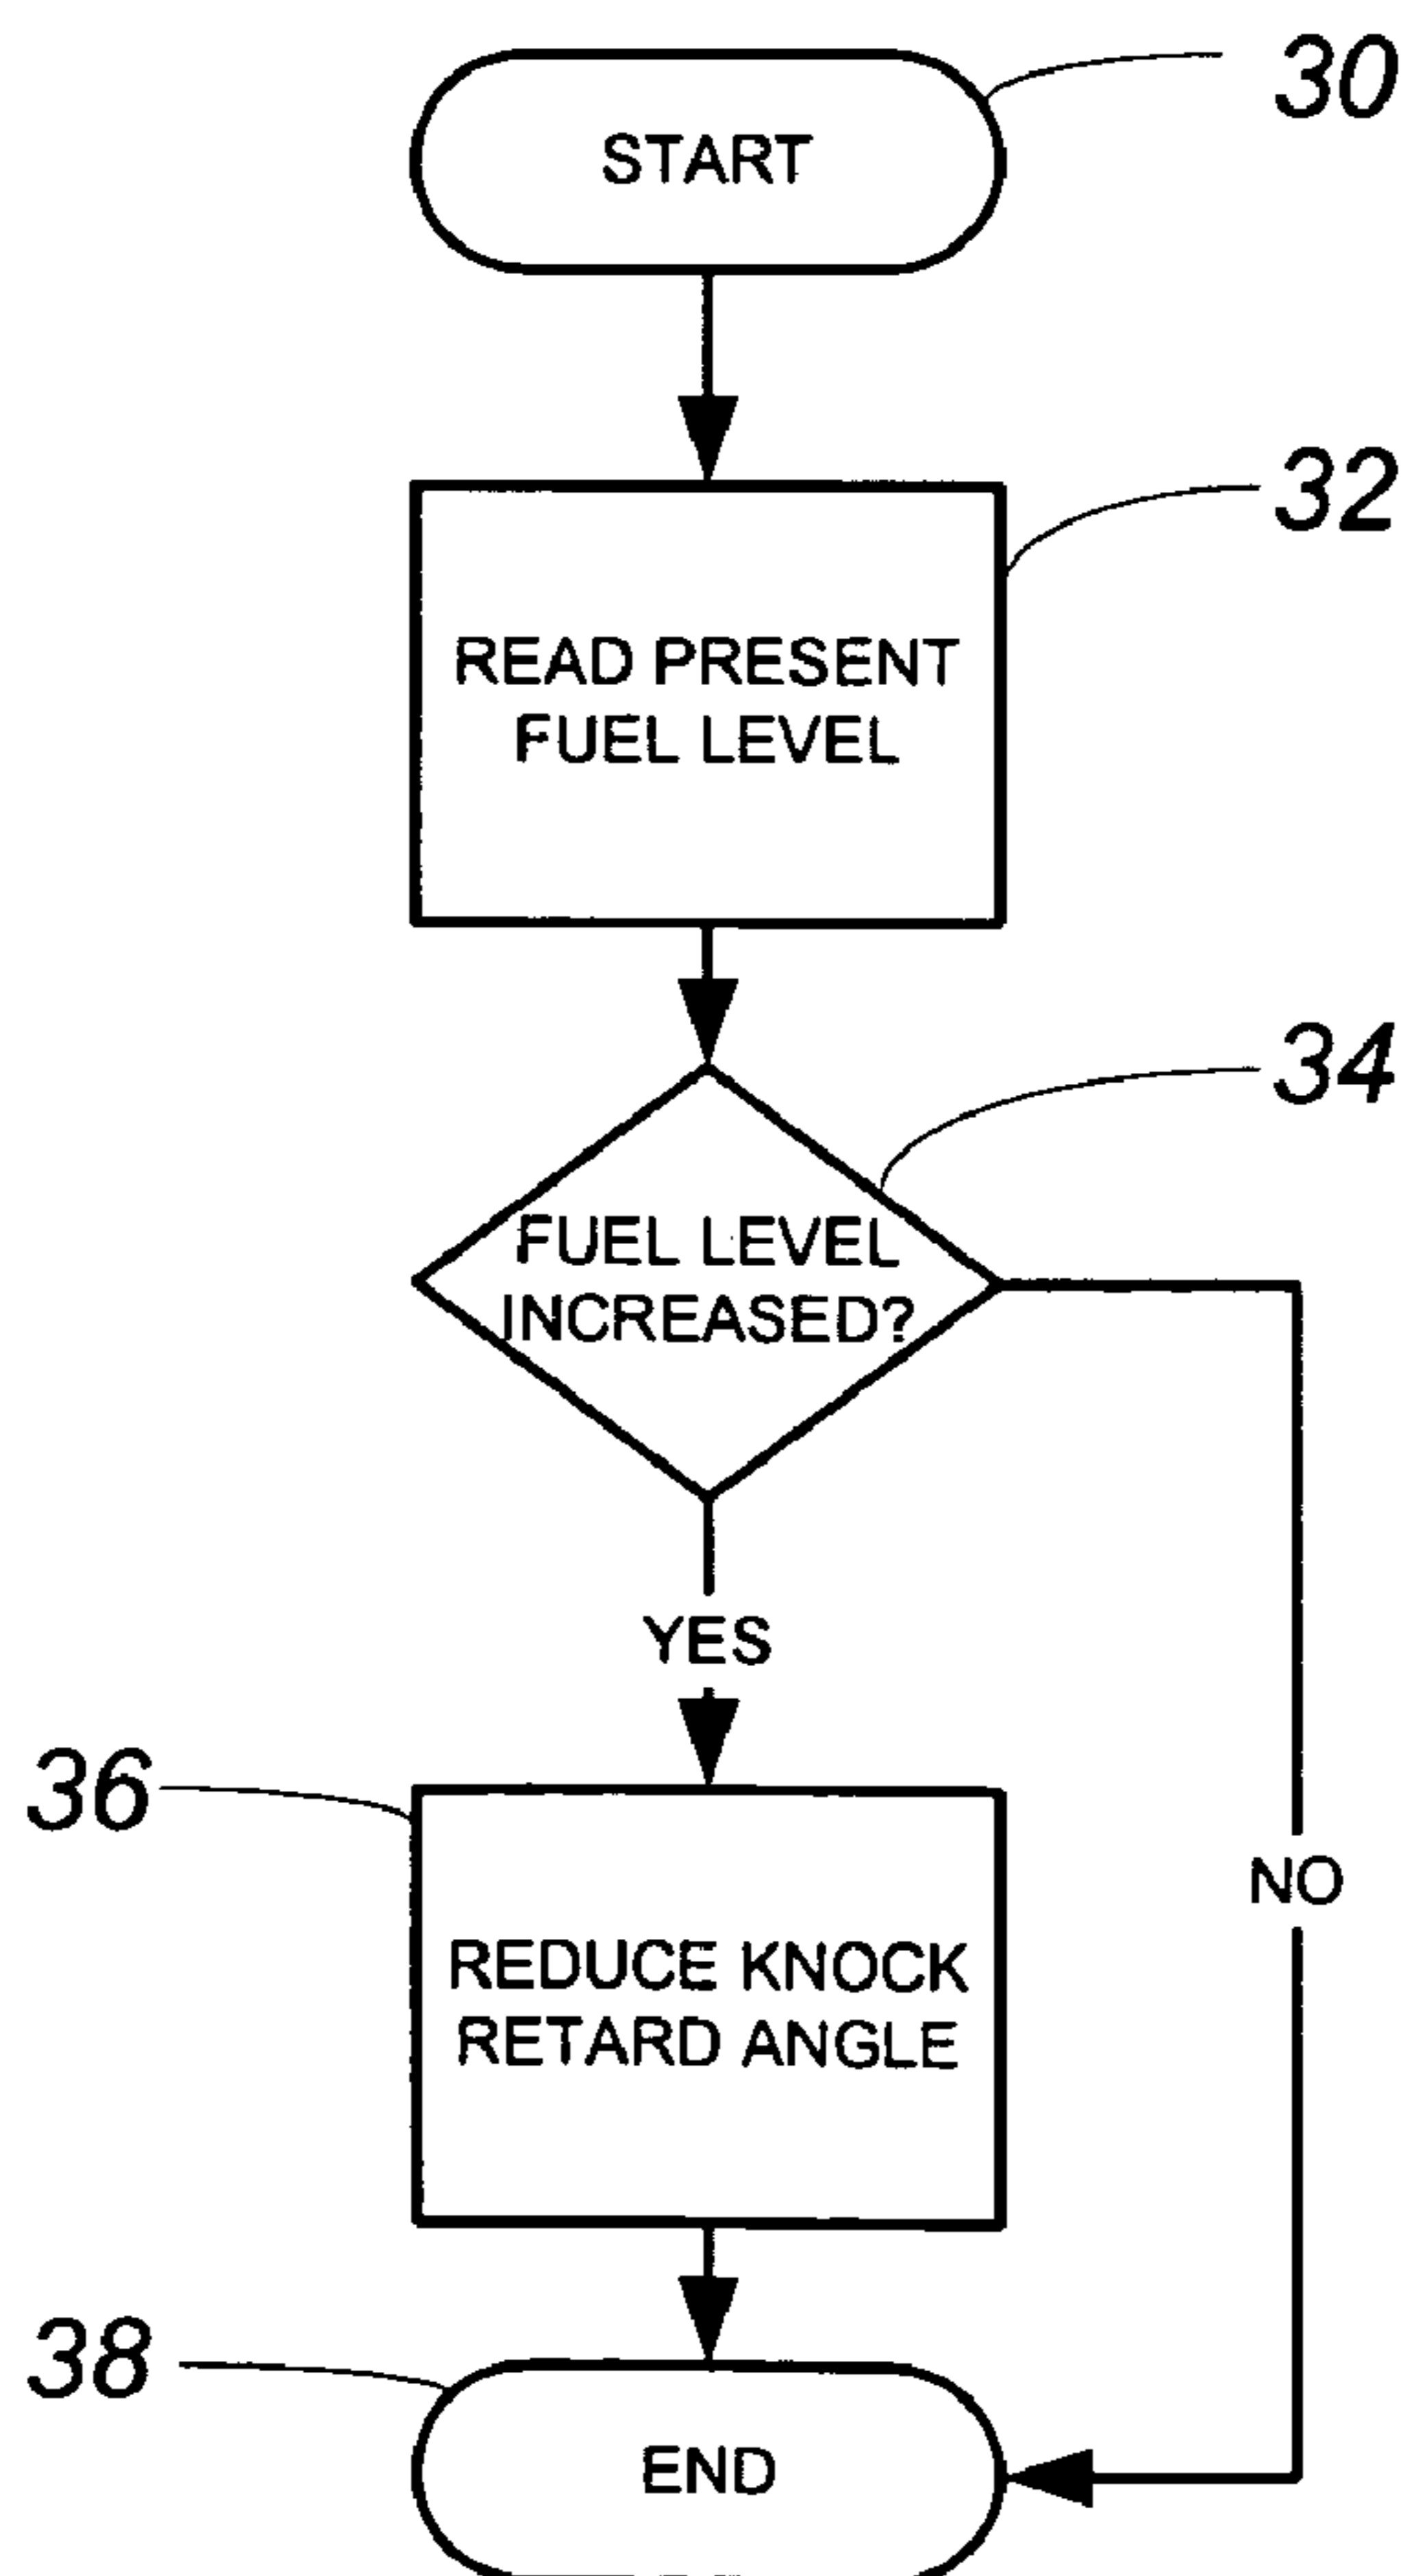 30
START
32
READ PRESENT
FUEL LEVEL
34
FUEL LEVEL
INCREASED?
YES
36
NO
REDUCE KNOCK
RETARD ANGLE
38
END